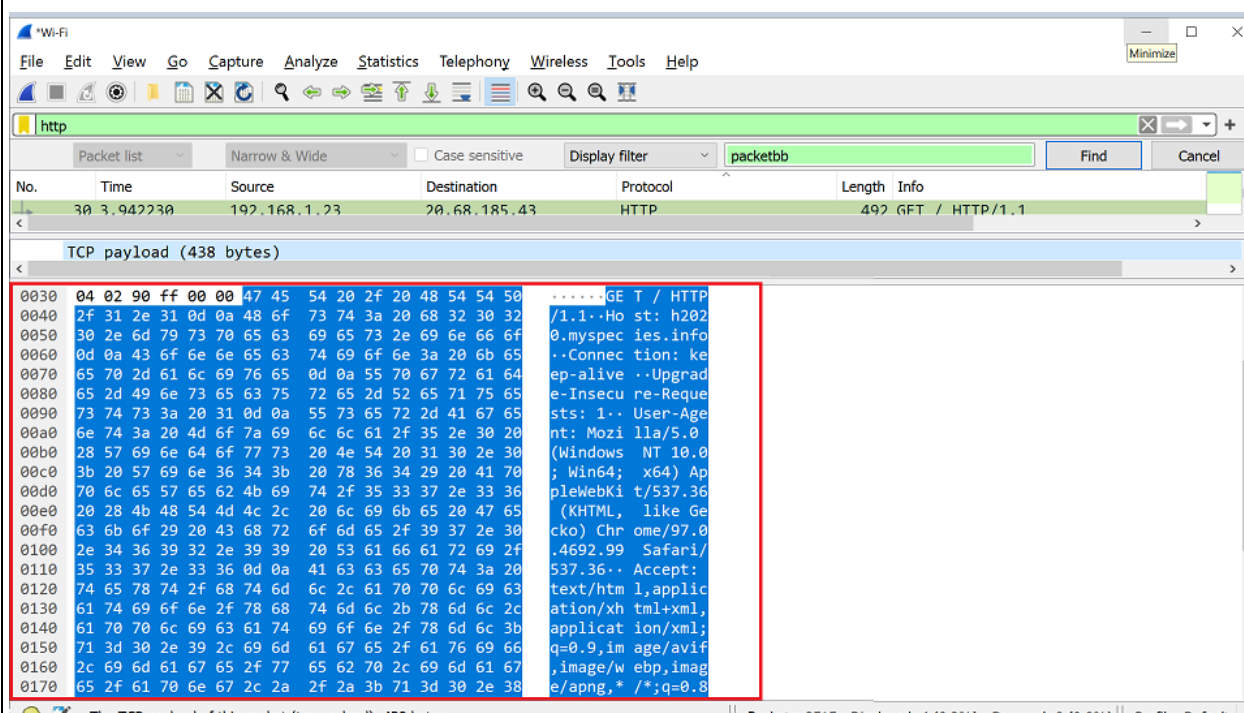 *Wi-Fi
Minimize
File Edit View Go Capture Analyze Statistics Telephony Wireless Tools Help
http
Packet list Narrow & Wide Case sensitive Display filter packetbb Find Cancel
No. Time Source Destination Protocol Length Info
30 3.942230 192.168.1.23 20.68.185.43 HTTP 492 GET / HTTP/1.1
TCP payload (438 bytes)
0030 04 02 90 ff 00 00 47 45 54 20 2f 20 48 54 54 50 ······GE T / HTTP
0040 2f 31 2e 31 0d 0a 48 6f 73 74 3a 20 68 32 30 32 /1.1··Ho st: h202
0050 30 2e 6d 79 73 70 65 63 69 65 73 2e 69 6e 66 6f 0.myspec ies.info
0060 0d 0a 43 6f 6e 6e 65 63 74 69 6f 6e 3a 20 6b 65 ··Connec tion: ke
0070 65 70 2d 61 6c 69 76 65 0d 0a 55 70 67 72 61 64 ep-alive ··Upgrad
0080 65 2d 49 6e 73 65 63 75 72 65 2d 52 65 71 75 65 e-Insecu re-Reque
0090 73 74 73 3a 20 31 0d 0a 55 73 65 72 2d 41 67 65 sts: 1·· User-Age
00a0 6e 74 3a 20 4d 6f 7a 69 6c 6c 61 2f 35 2e 30 20 nt: Mozi lla/5.0
00b0 28 57 69 6e 64 6f 77 73 20 4e 54 20 31 30 2e 30 (Windows NT 10.0
00c0 3b 20 57 69 6e 36 34 3b 20 78 36 34 29 20 41 70 ; Win64; x64) Ap
00d0 70 6c 65 57 65 62 4b 69 74 2f 35 33 37 2e 33 36 pleWebKi t/537.36
00e0 20 28 4b 48 54 4d 4c 2c 20 6c 69 6b 65 20 47 65 (KHTML, like Ge
00f0 63 6b 6f 29 20 43 68 72 6f 6d 65 2f 39 37 2e 30 cko) Chr ome/97.0
0100 2e 34 36 39 32 2e 39 39 20 53 61 66 61 72 69 2f .4692.99 Safari/
0110 35 33 37 2e 33 36 0d 0a 41 63 63 65 70 74 3a 20 537.36·· Accept:
0120 74 65 78 74 2f 68 74 6d 6c 2c 61 70 70 6c 69 63 text/htm l,applic
0130 61 74 69 6f 6e 2f 78 68 74 6d 6c 2b 78 6d 6c 2c ation/xh tml+xml,
0140 61 70 70 6c 69 63 61 74 69 6f 6e 2f 78 6d 6c 3b applicat ion/xml;
0150 71 3d 30 2e 39 2c 69 6d 61 67 65 2f 61 76 69 66 q=0.9,im age/avif
0160 2c 69 6d 61 67 65 2f 77 65 62 70 2c 69 6d 61 67 ,image/w ebp,imag
0170 65 2f 61 70 6e 67 2c 2a 2f 2a 3b 71 3d 30 2e 38 e/apng,* /*;q=0.8